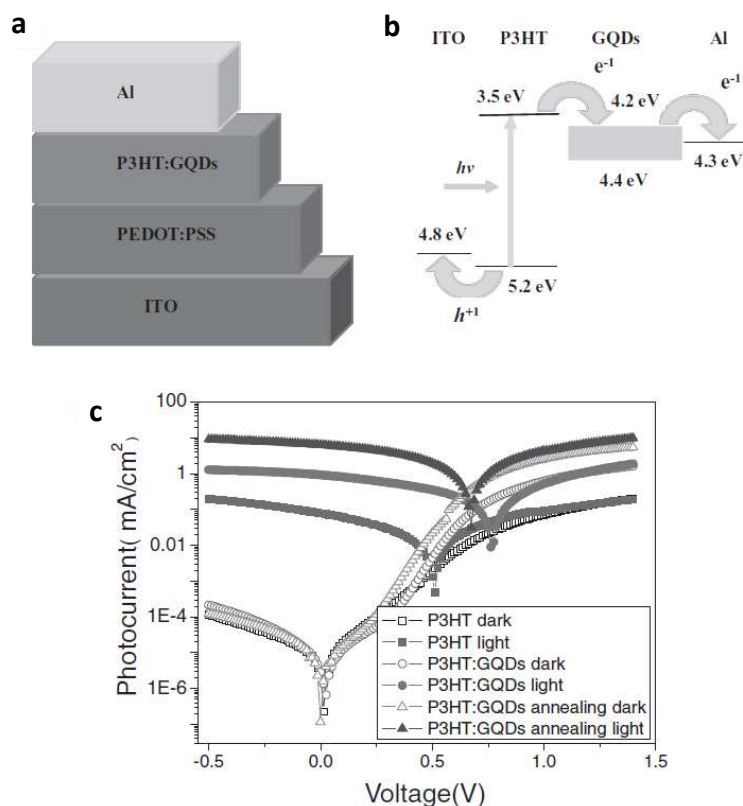 a
Al
P3HT:GQDs
PEDOT:PSS
ITO
b
ITO P3HT GQDs Al
e-1
e-1
3.5 eV
4.2 eV
hν
4.4 eV
4.3 eV
4.8 eV
5.2 eV
h+1
c
Photocurrent( mA/cm2)
100
1
0.01
1E-4
1E-6
P3HT dark
P3HT light
P3HT:GQDs dark
P3HT:GQDs light
P3HT:GQDs annealing dark
P3HT:GQDs annealing light
-0.5 0.0 0.5 1.0 1.5
Voltage(V)